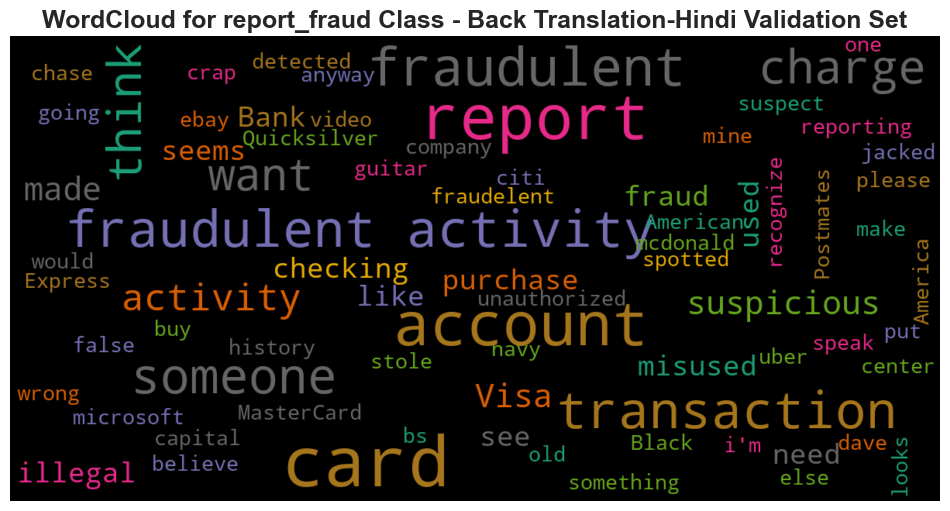 WordCloud for report_fraud Class - Back Translation-Hindi Validation Set
one
chase
crap
detected
anyway
fraudulent
charge
think
going
ebay
Bank
video
report
suspect
Quicksilver
mine
reporting
seems
company
jacked
made
want
guitar
citi
recognize
please
fraudelent
fraud
used
Postmates
fraudulent activity
American
make
mcdonald
would
checking
spotted
America
Express
activity
like
purchase
unauthorized
suspicious
account
buy
put
false
history
stole
navy
uber
speak
someone
misused
center
wrong
Visa
transaction
microsoft
MasterCard
capital
bs
see
Black
i'm
dave
card
old
need
looks
illegal
believe
something
else